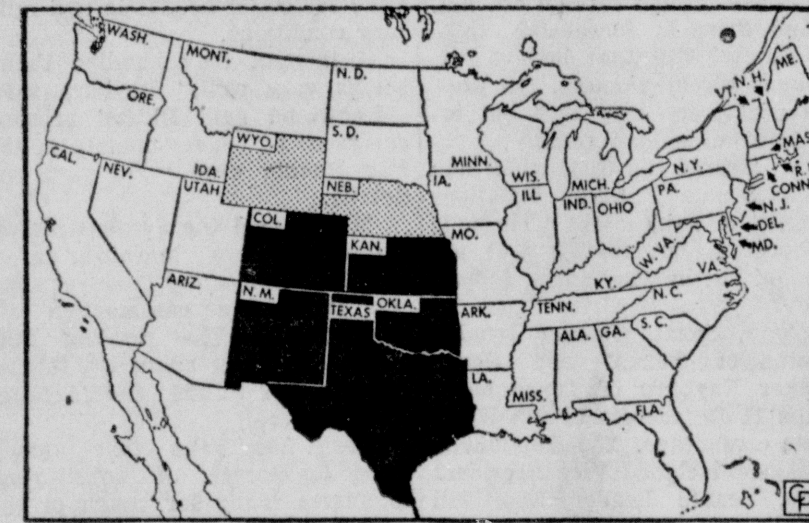 WASH.
MONT.
N.D.
ME.
VT.
N.H.
ORE.
S.D.
MINN.
WIS.
MICH.
N.Y.
MAS
R.I.
CONN
CAL.
NEV.
IDA.
WYO.
UTAH
NEB.
IA.
ILL.
IND.
OHIO
PA.
N.J.
DEL.
MD.
COL.
KAN.
MO.
KY.
W.VA.
VA.
ARIZ.
N.M.
TEXAS
OKLA.
ARK.
TENN.
N.C.
S.C.
LA.
MISS.
ALA.
GA.
FLA.